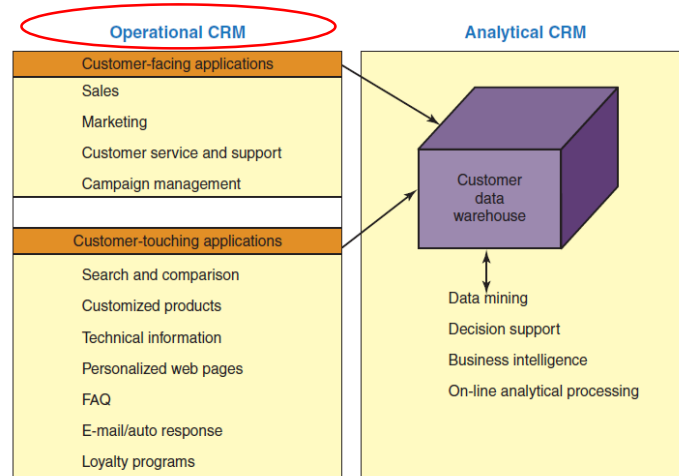 Operational CRM
Customer-facing applications
Sales
Marketing
Customer service and support
Campaign management
Customer-touching applications
Search and comparison
Customized products
Technical information
Personalized web pages
FAQ
E-mail/auto response
Loyalty programs
Analytical CRM
Customer
data
warehouse
Data mining
Decision support
Business intelligence
On-line analytical processing